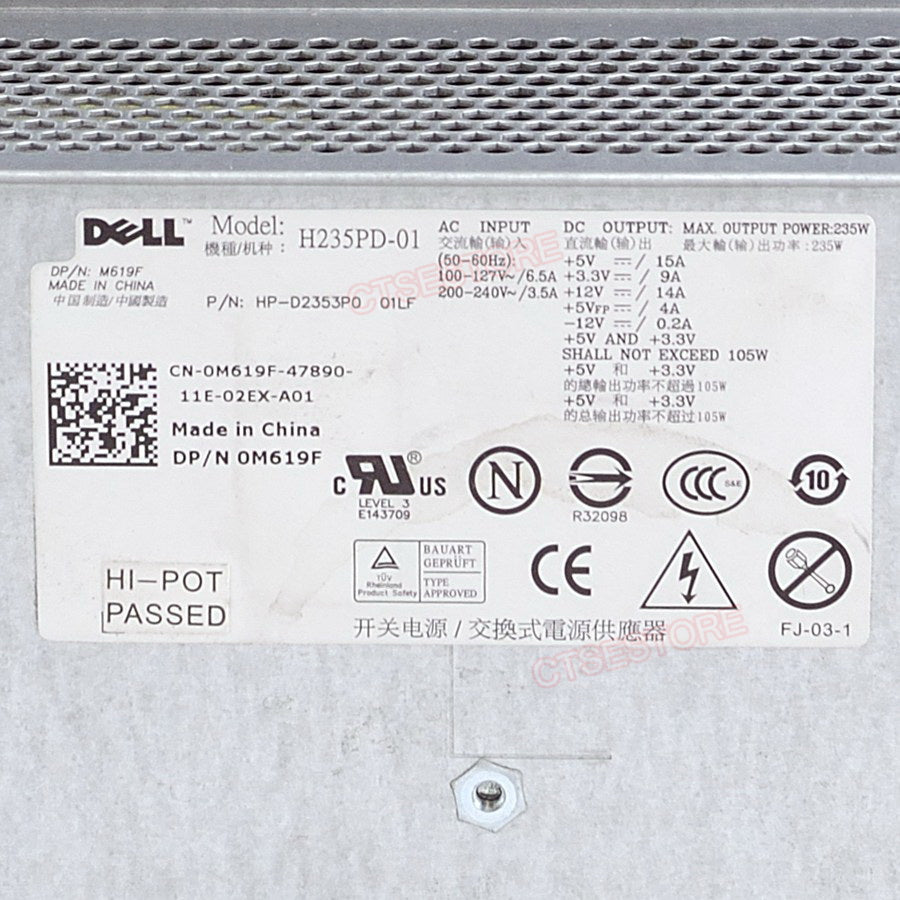 DELL™
Model:
機種/机种：
H235PD-01
DP/N: M619F
MADE IN CHINA
中国制造/中國製造
P/N: HP-D2353P0 01LF
AC INPUT
交流輸(输)入
(50-60Hz):
100-127V~/6.5A
200-240V~/3.5A
DC OUTPUT: MAX. OUTPUT POWER:235W
直流輸(输)出 最大輸(输)出功率:235W
+5V ⎓/ 15A
+3.3V ⎓/ 9A
+12V ⎓/ 14A
+5VFP ⎓/ 4A
-12V ⎓/ 0.2A
+5V AND +3.3V
SHALL NOT EXCEED 105W
+5V 和 +3.3V
的總輸出功率不超過105W
+5V 和 +3.3V
的总输出功率不超过105W
CN-0M619F-47890-
11E-02EX-A01
Made in China
DP/N 0M619F
c RU® US
LEVEL 3
E143709
N
R32098
CCC S&E
10
TÜV
Rheinland
Product Safety
BAUART
GEPRÜFT
TYPE
APPROVED
CE
HI-POT
PASSED
开关电源/交換式電源供應器
FJ-03-1
CTSESTORE
CTSESTORE